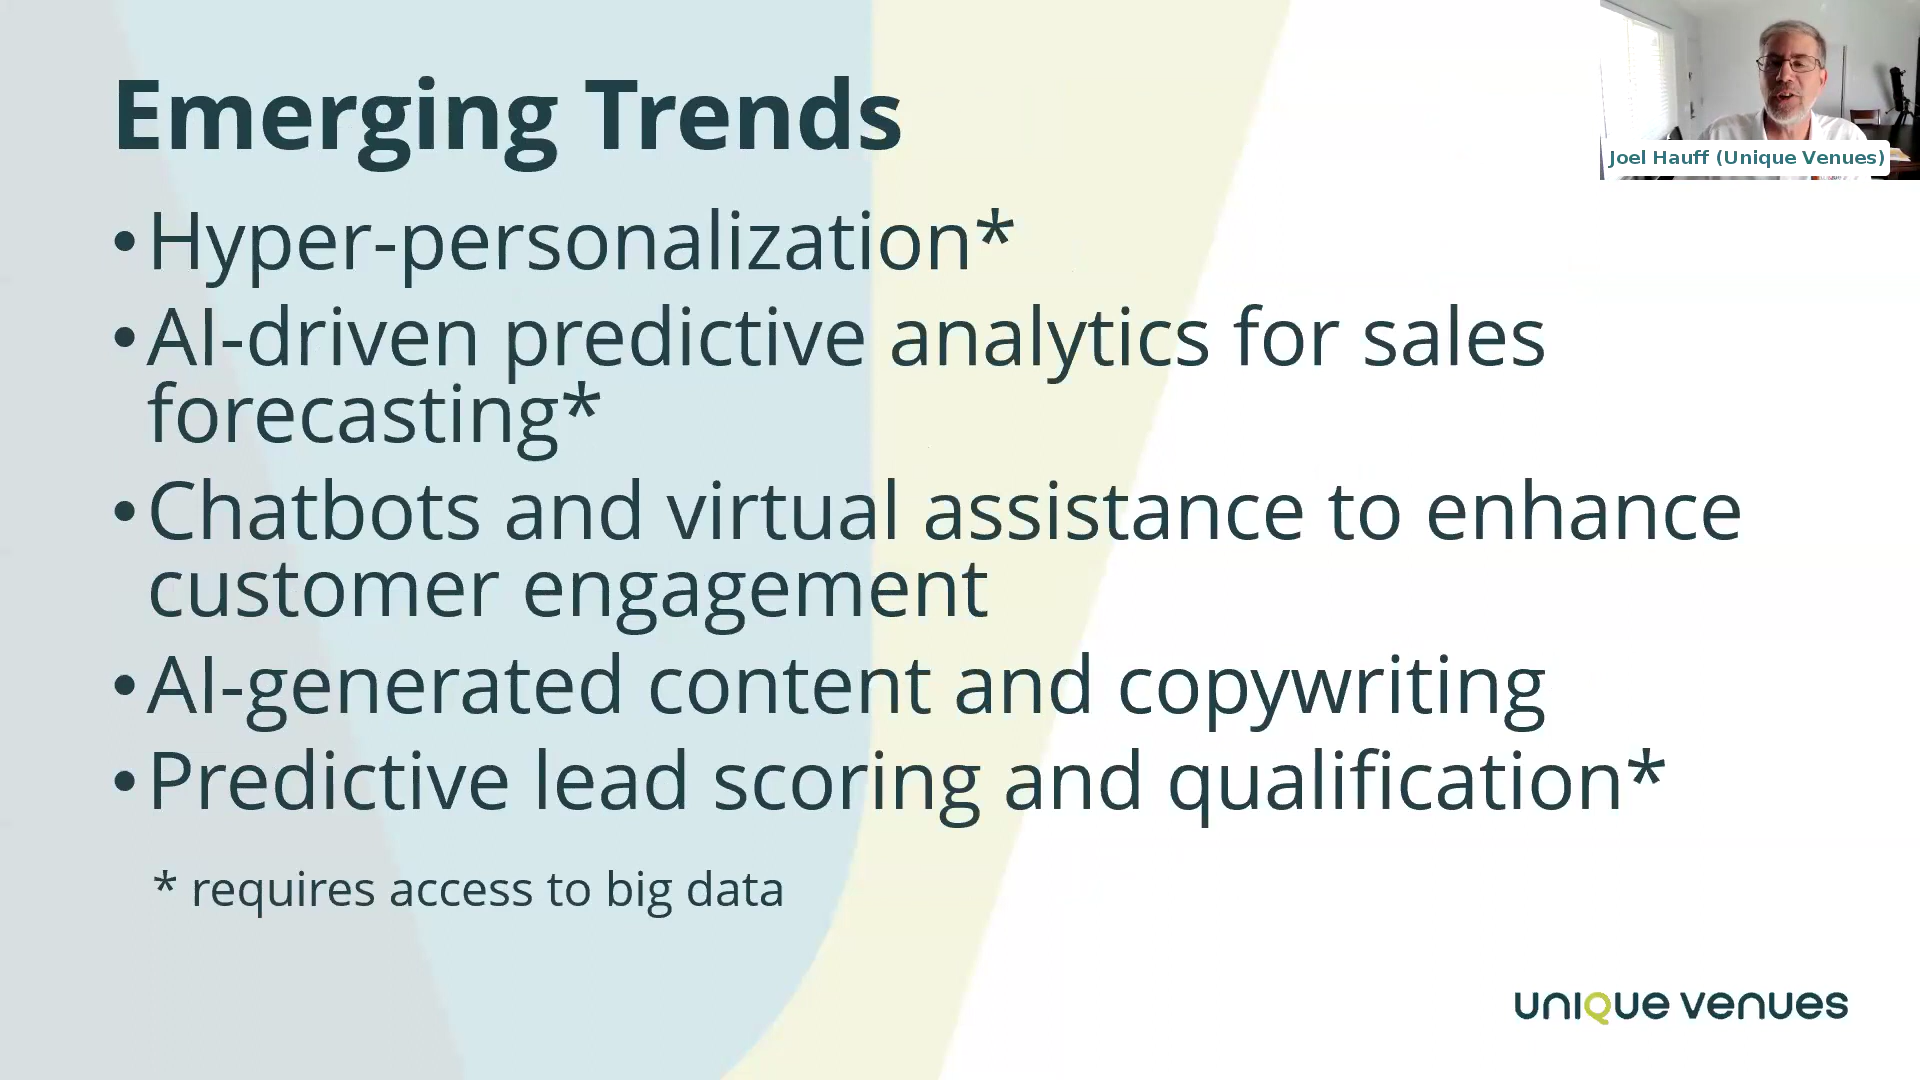 Emerging Trends
Joel Hauff (Unique Venues)
• Hyper-personalization*
• AI-driven predictive analytics for sales
forecasting*
• Chatbots and virtual assistance to enhance
customer engagement
• AI-generated content and copywriting
• Predictive lead scoring and qualification*
* requires access to big data
unique venues